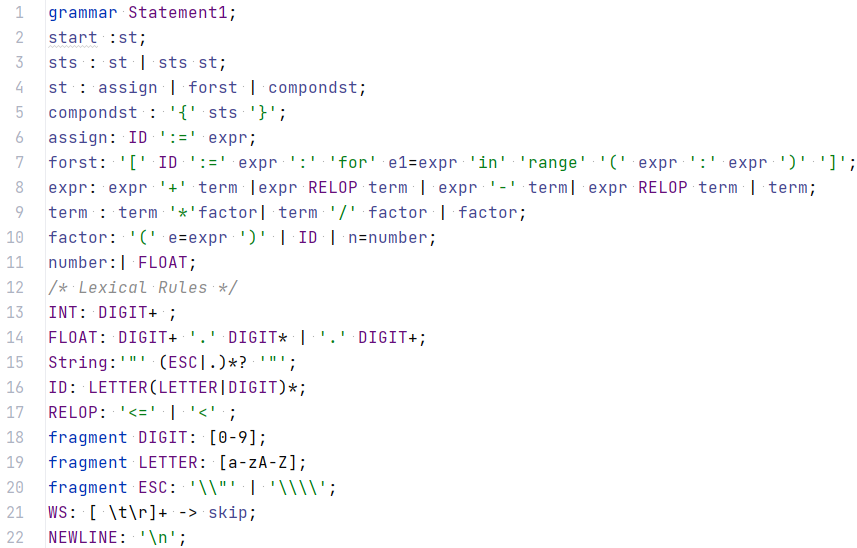 1 grammar Statement1;
2 start :st;
3 sts : st | sts st;
4 st : assign | forst | compondst;
5 compondst : '{' sts '}';
6 assign: ID ':=' expr;
7 forst: '[' ID ':=' expr ':' 'for' e1=expr 'in' 'range' '(' expr ':' expr ')' ']';
8 expr: expr '+' term |expr RELOP term | expr '-' term| expr RELOP term | term;
9 term : term '*'factor| term '/' factor | factor;
10 factor: '(' e=expr ')' | ID | n=number;
11 number:| FLOAT;
12 /* Lexical Rules */
13 INT: DIGIT+ ;
14 FLOAT: DIGIT+ '.' DIGIT* | '.' DIGIT+;
15 String:'"' (ESC|.)*? '"';
16 ID: LETTER(LETTER|DIGIT)*;
17 RELOP: '<=' | '<' ;
18 fragment DIGIT: [0-9];
19 fragment LETTER: [a-zA-Z];
20 fragment ESC: '\\"' | '\\\\';
21 WS: [ \t\r]+ -> skip;
22 NEWLINE: '\n';